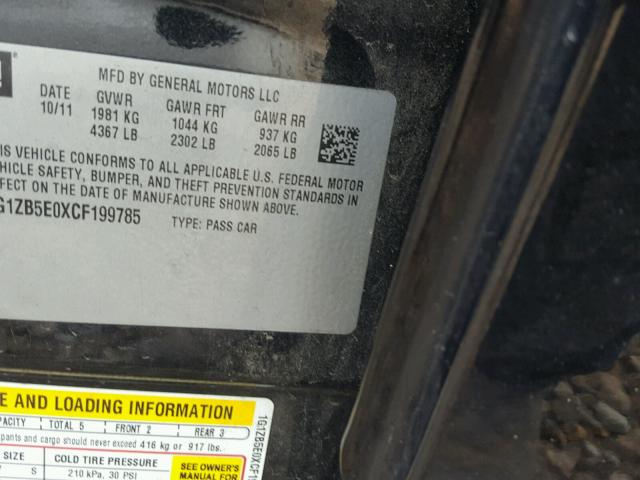 MFD BY GENERAL MOTORS LLC
DATE GVWR GAWR FRT GAWR RR
10/11 1981 KG 1044 KG 937 KG
4367 LB 2302 LB 2065 LB
IS VEHICLE CONFORMS TO ALL APPLICABLE U.S. FEDERAL MOTOR
HICLE SAFETY, BUMPER, AND THEFT PREVENTION STANDARDS IN
FECT ON THE DATE OF MANUFACTURE SHOWN ABOVE.
G1ZB5E0XCF199785 TYPE: PASS CAR
E AND LOADING INFORMATION
PACITY TOTAL 5 FRONT 2 REAR 3
pants and cargo should never exceed 416 kg or 917 lbs.
SIZE COLD TIRE PRESSURE
S 210 kPa, 30 PSI
SEE OWNER'S
MANUAL FOR
1G1ZB5E0XCF1